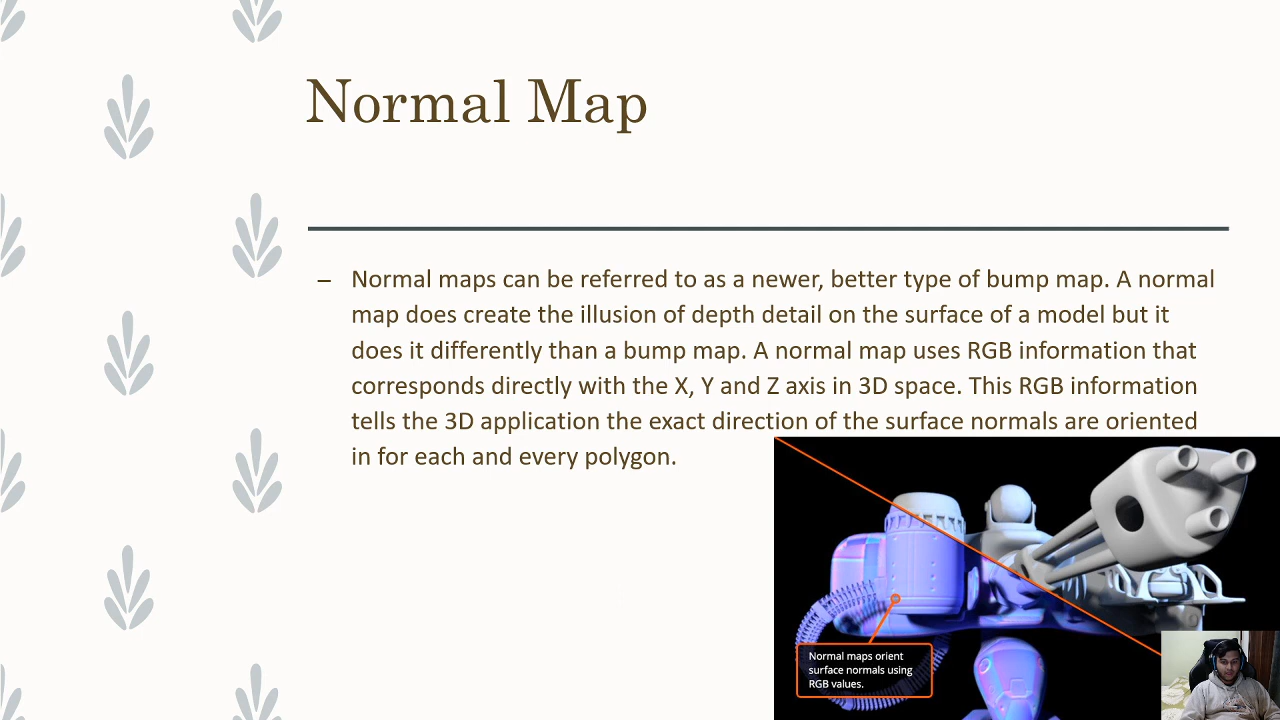 Normal Map
– Normal maps can be referred to as a newer, better type of bump map. A normal
map does create the illusion of depth detail on the surface of a model but it
does it differently than a bump map. A normal map uses RGB information that
corresponds directly with the X, Y and Z axis in 3D space. This RGB information
tells the 3D application the exact direction of the surface normals are oriented
in for each and every polygon.
Normal maps orient
surface normals using
RGB values.